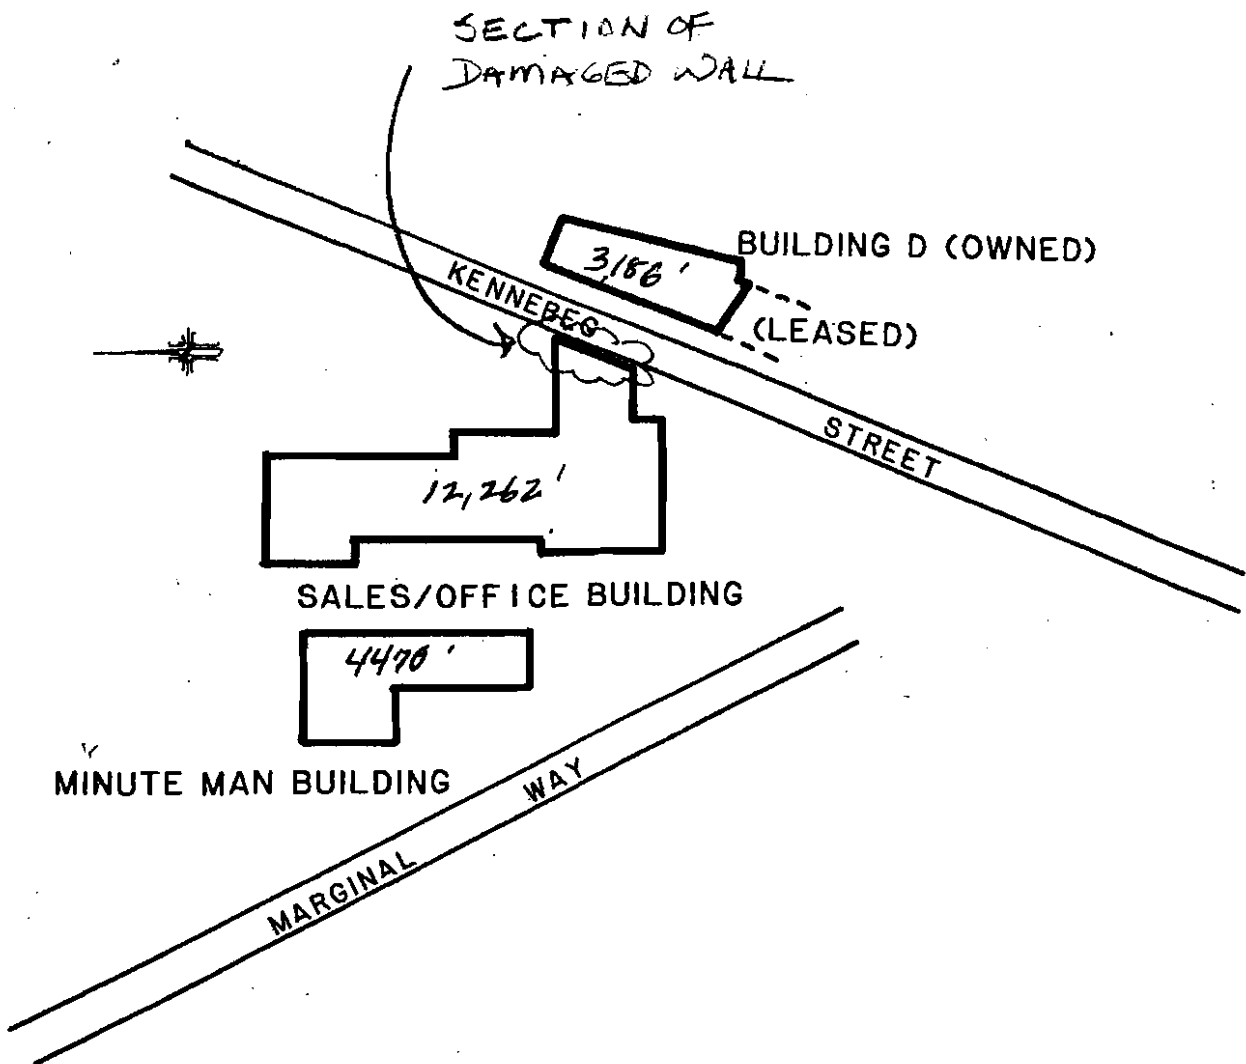 SECTION OF
DAMAGED WALL
BUILDING D (OWNED)
3,186 '
(LEASED)
KENNEBEC
STREET
12,262 '
SALES/OFFICE BUILDING
4470 '
MINUTE MAN BUILDING
MARGINAL WAY